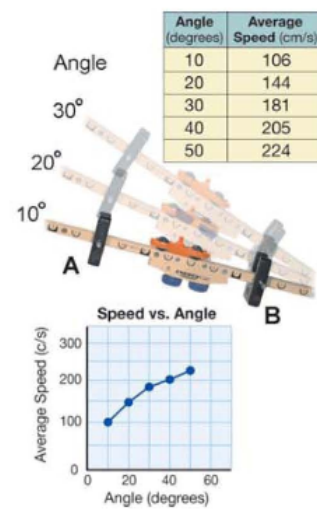 Angle (degrees) Average Speed (cm/s)
10 106
20 144
30 181
40 205
50 224
Angle
30°
20°
10°
A
B
Speed vs. Angle
Average Speed (c/s)
300
200
100
0
0 20 40 60
Angle (degrees)